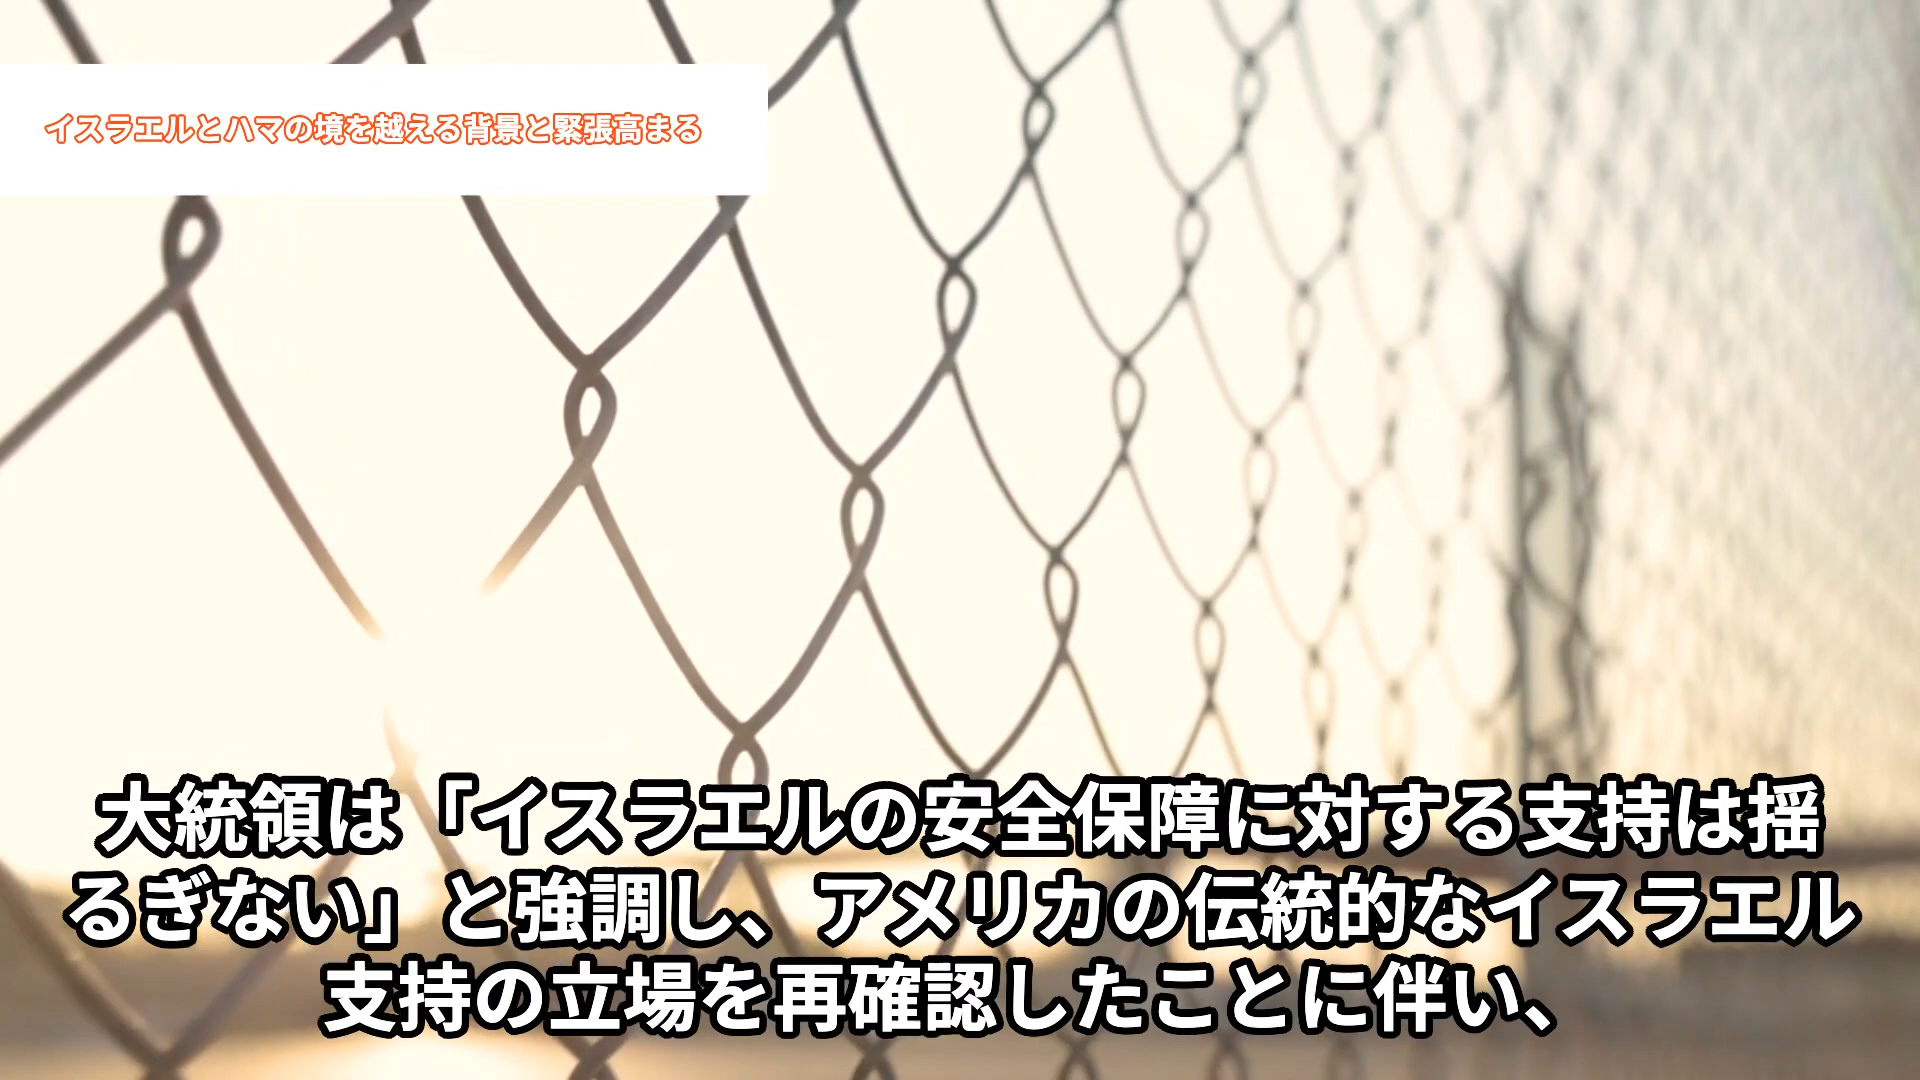 イスラエルとハマの境を越える背景と緊張高まる
大統領は「イスラエルの安全保障に対する支持は揺
るぎない」と強調し、アメリカの伝統的なイスラエル
支持の立場を再確認したことに伴い、